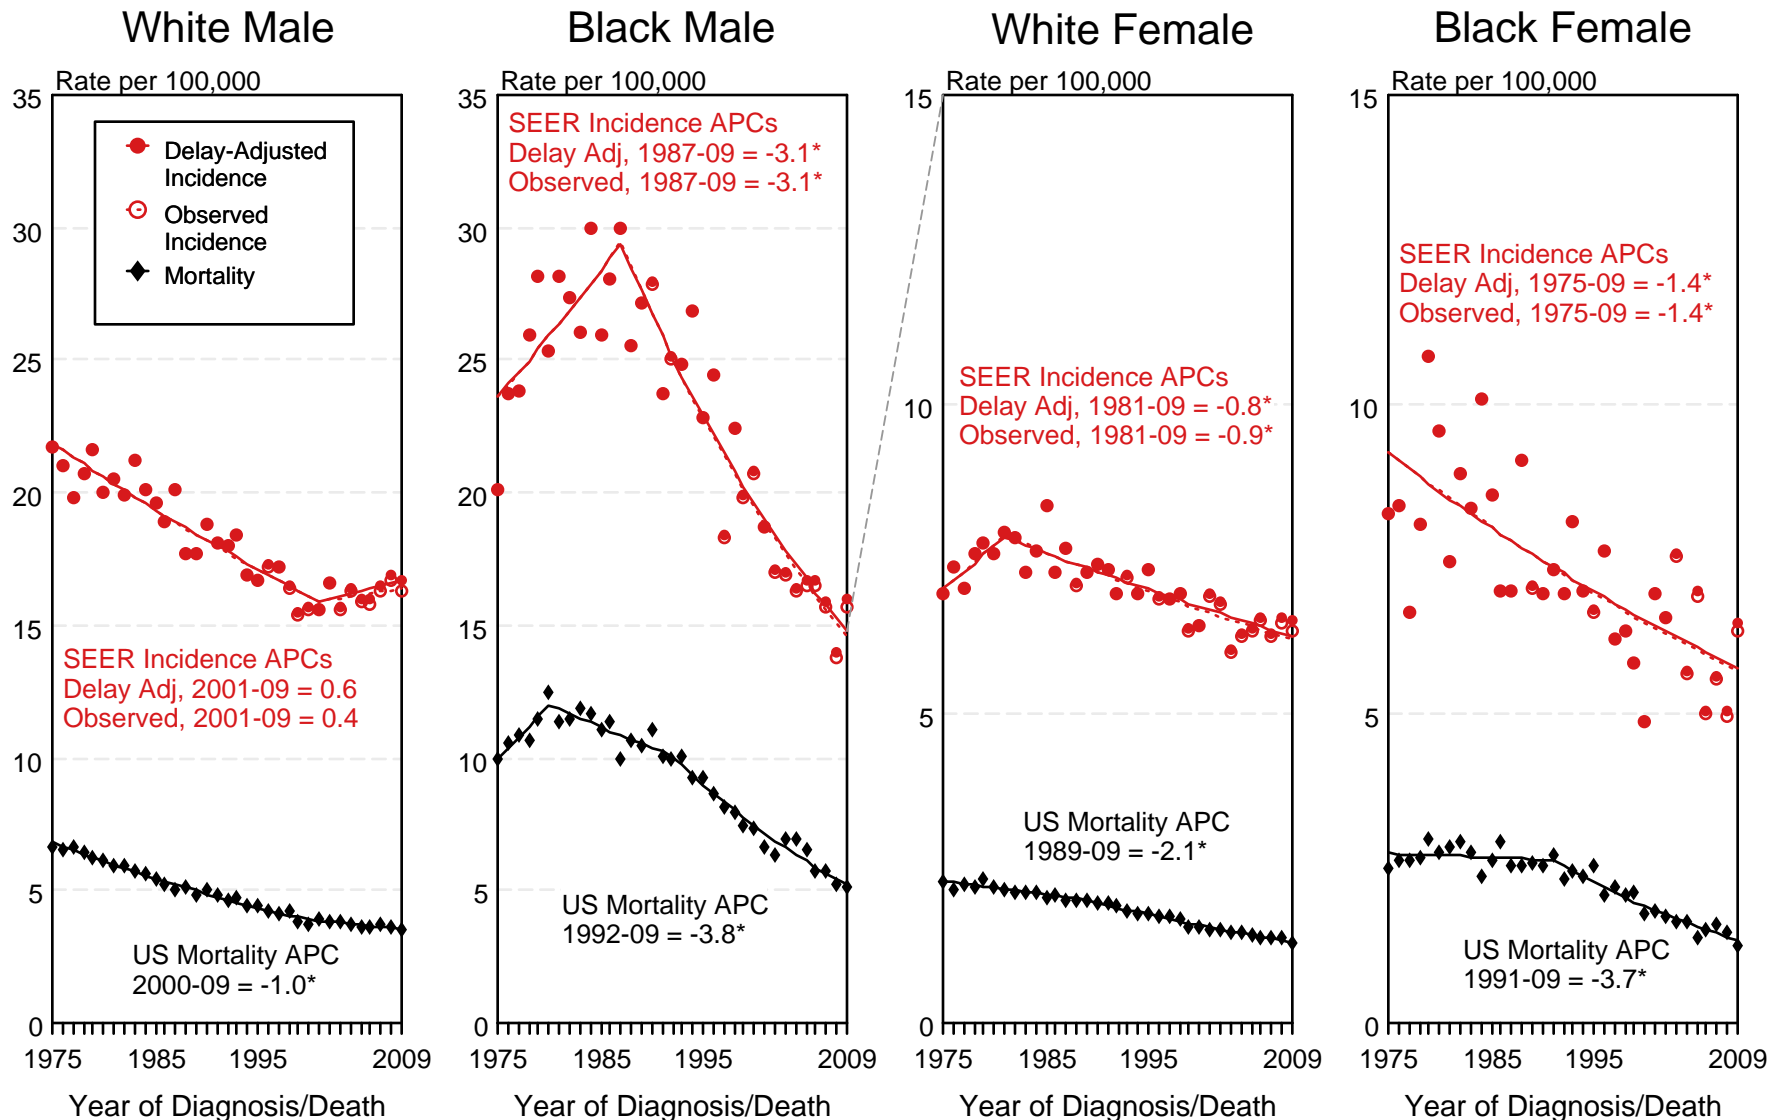 White Male
Rate per 100,000
35
30
25
20
15
10
5
0
Delay-Adjusted
Incidence
Observed
Incidence
Mortality
SEER Incidence APCs
Delay Adj, 2001-09 = 0.6
Observed, 2001-09 = 0.4
US Mortality APC
2000-09 = -1.0*
1975 1985 1995 2009
Year of Diagnosis/Death
Black Male
Rate per 100,000
35
30
25
20
15
10
5
0
SEER Incidence APCs
Delay Adj, 1987-09 = -3.1*
Observed, 1987-09 = -3.1*
US Mortality APC
1992-09 = -3.8*
1975 1985 1995 2009
Year of Diagnosis/Death
White Female
Rate per 100,000
15
10
5
0
SEER Incidence APCs
Delay Adj, 1981-09 = -0.8*
Observed, 1981-09 = -0.9*
US Mortality APC
1989-09 = -2.1*
1975 1985 1995 2009
Year of Diagnosis/Death
Black Female
Rate per 100,000
15
10
5
0
SEER Incidence APCs
Delay Adj, 1975-09 = -1.4*
Observed, 1975-09 = -1.4*
US Mortality APC
1991-09 = -3.7*
1975 1985 1995 2009
Year of Diagnosis/Death